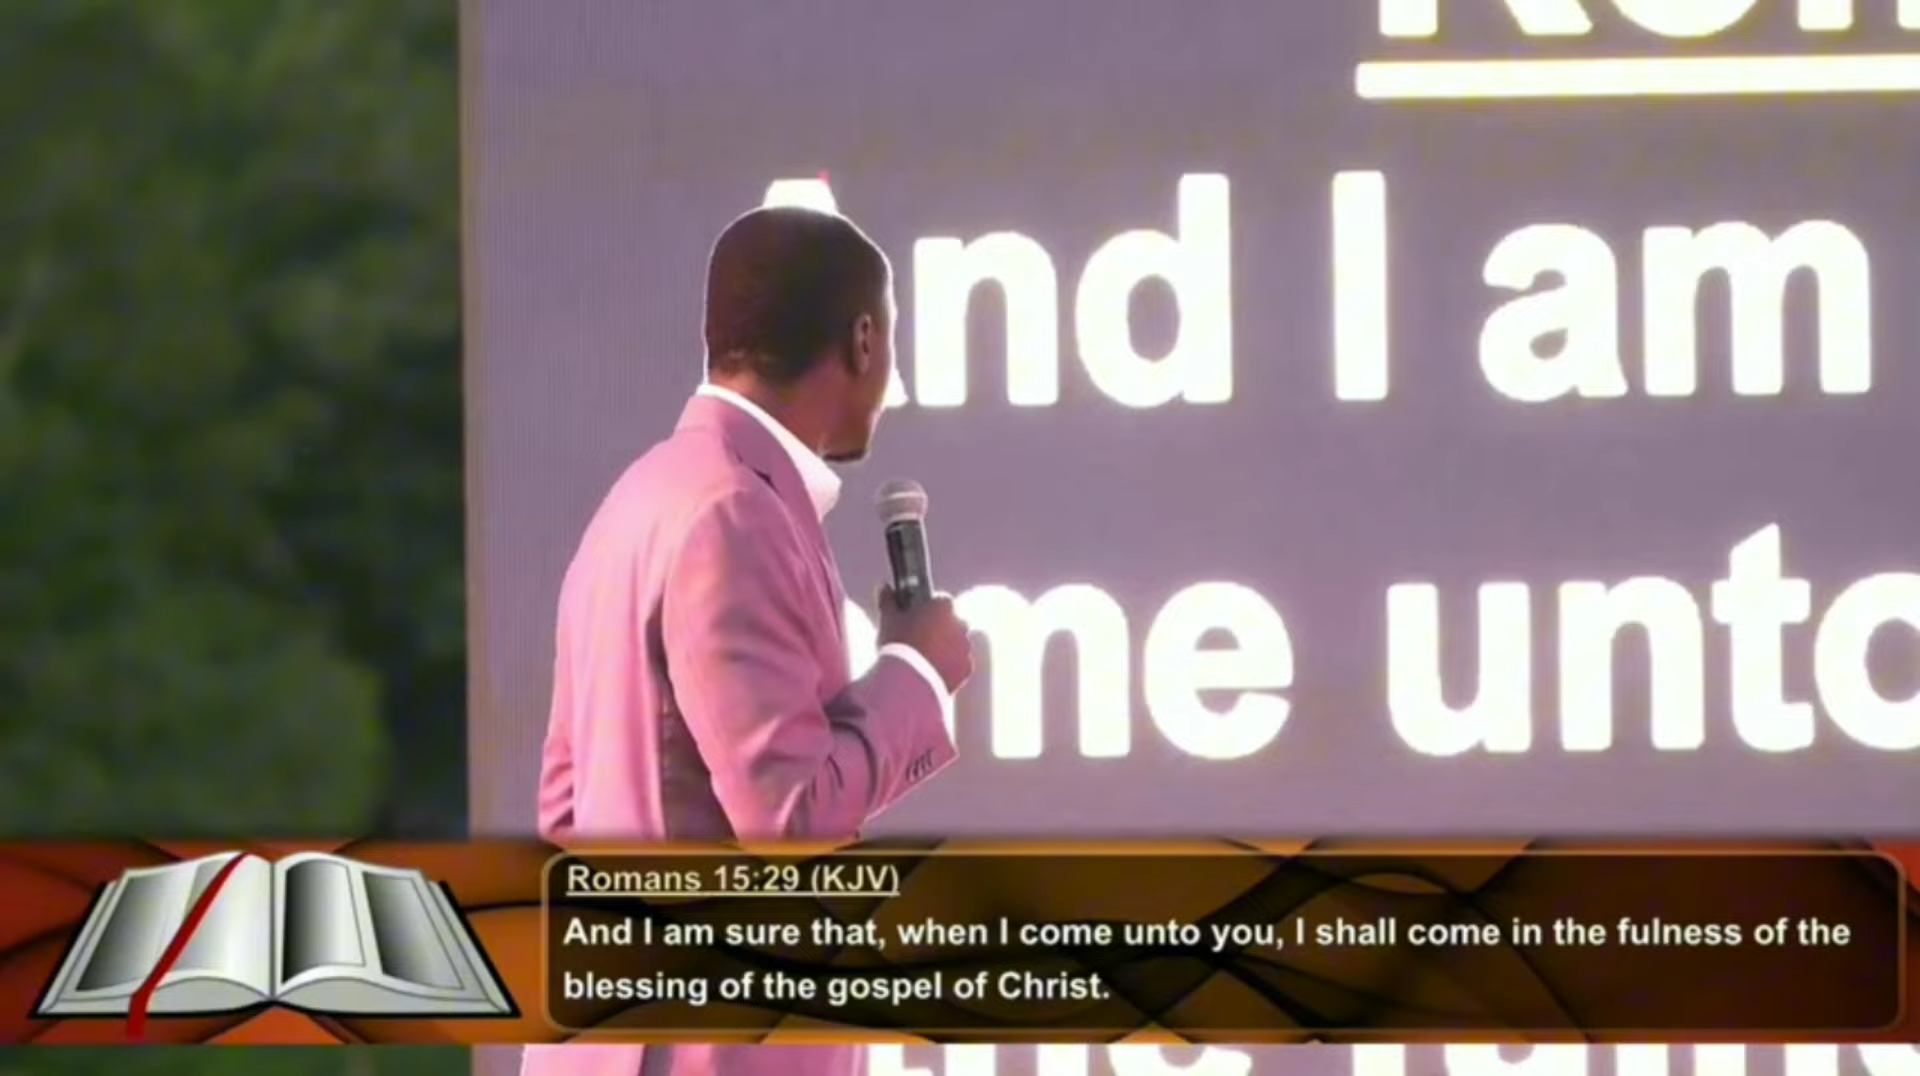 And I am
me unto
Romans 15:29 (KJV)
And I am sure that, when I come unto you, I shall come in the fulness of the
blessing of the gospel of Christ.